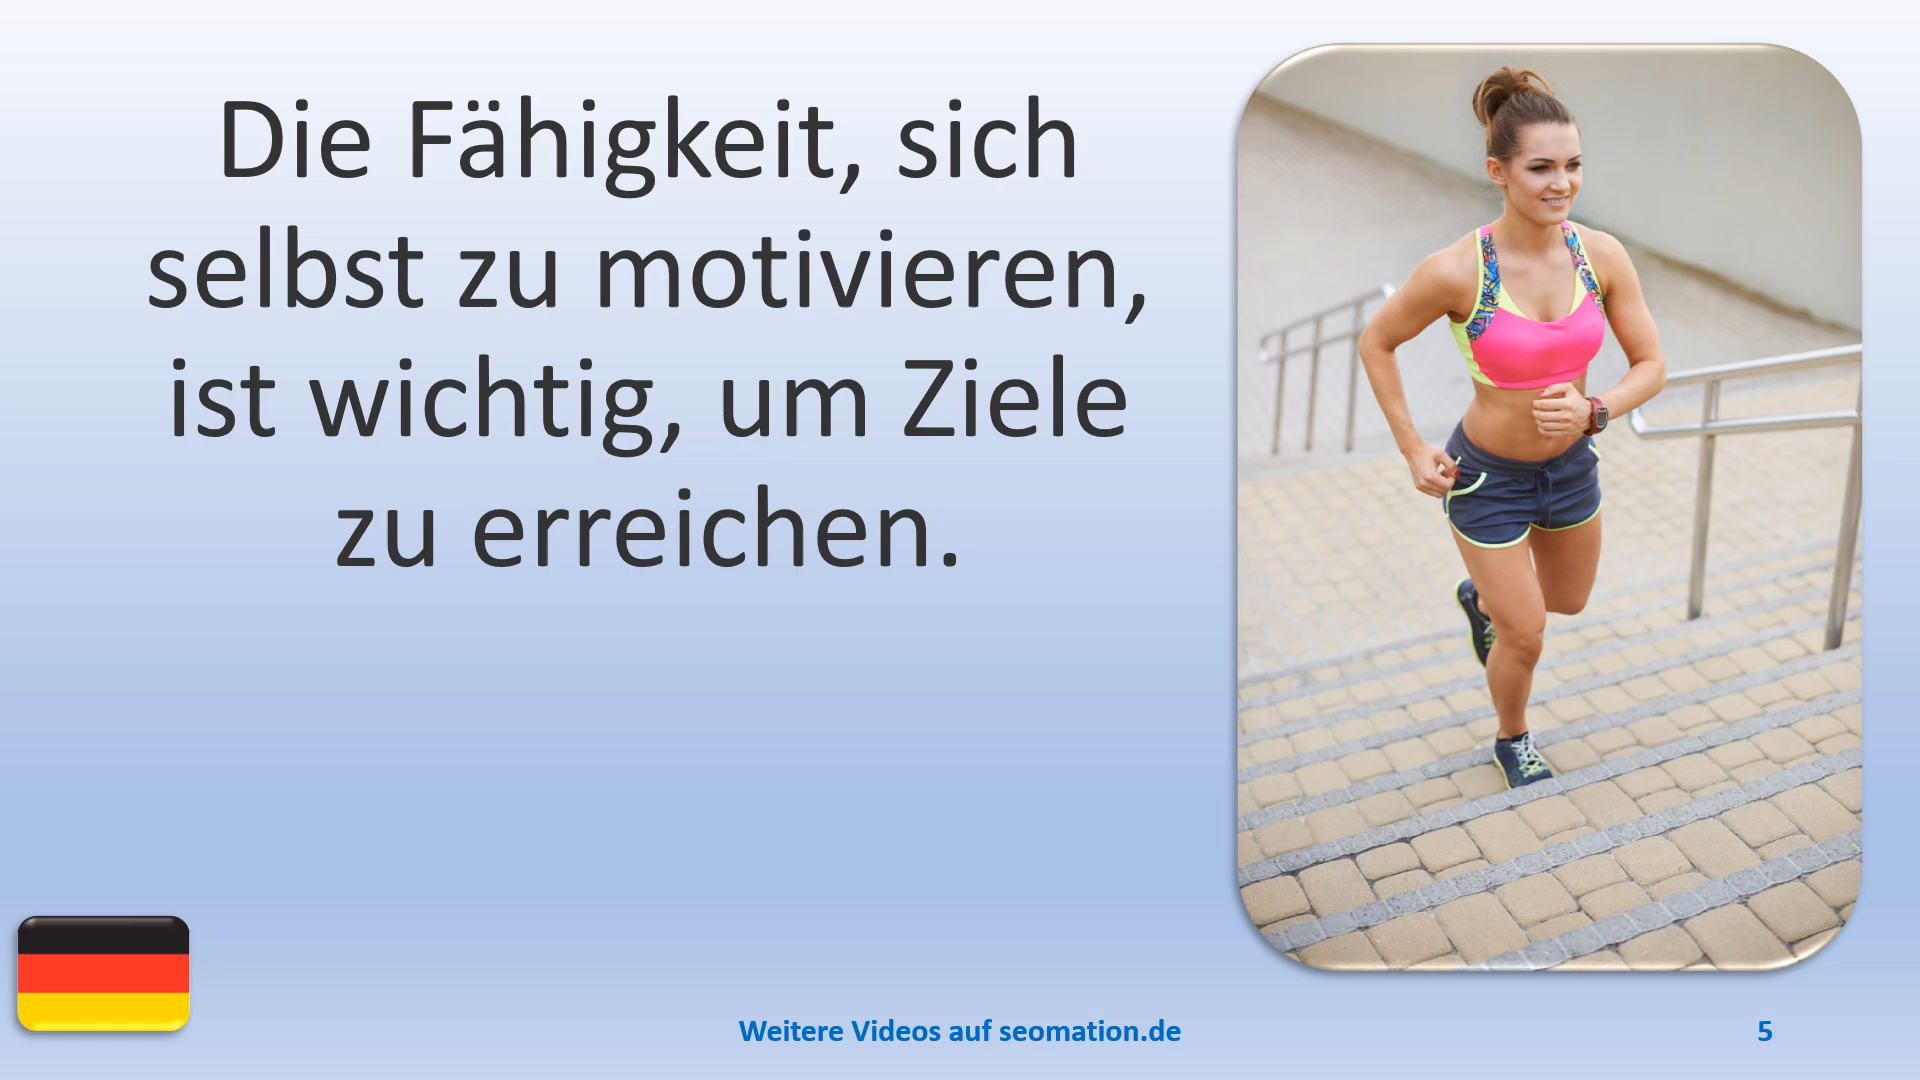 Die Fähigkeit, sich
selbst zu motivieren,
ist wichtig, um Ziele
zu erreichen.
Weitere Videos auf seomation.de
5